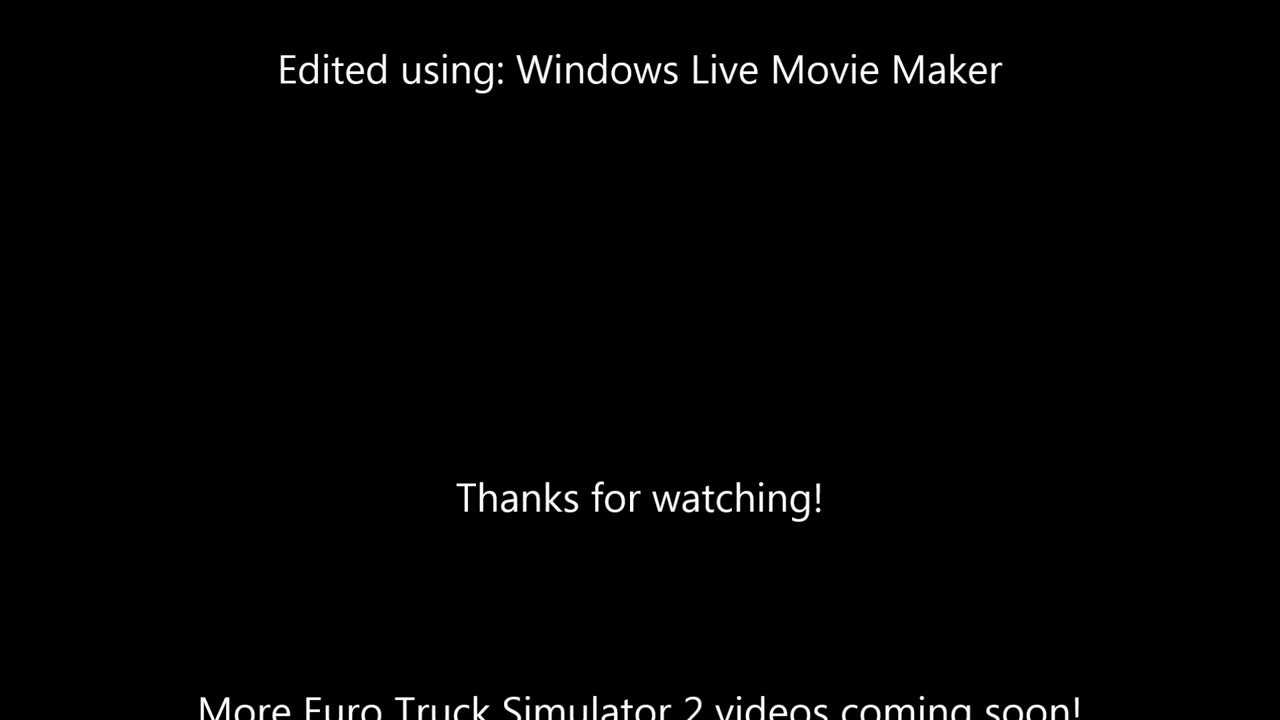 Edited using: Windows Live Movie Maker
Thanks for watching!
More Euro Truck Simulator 2 videos coming soon!